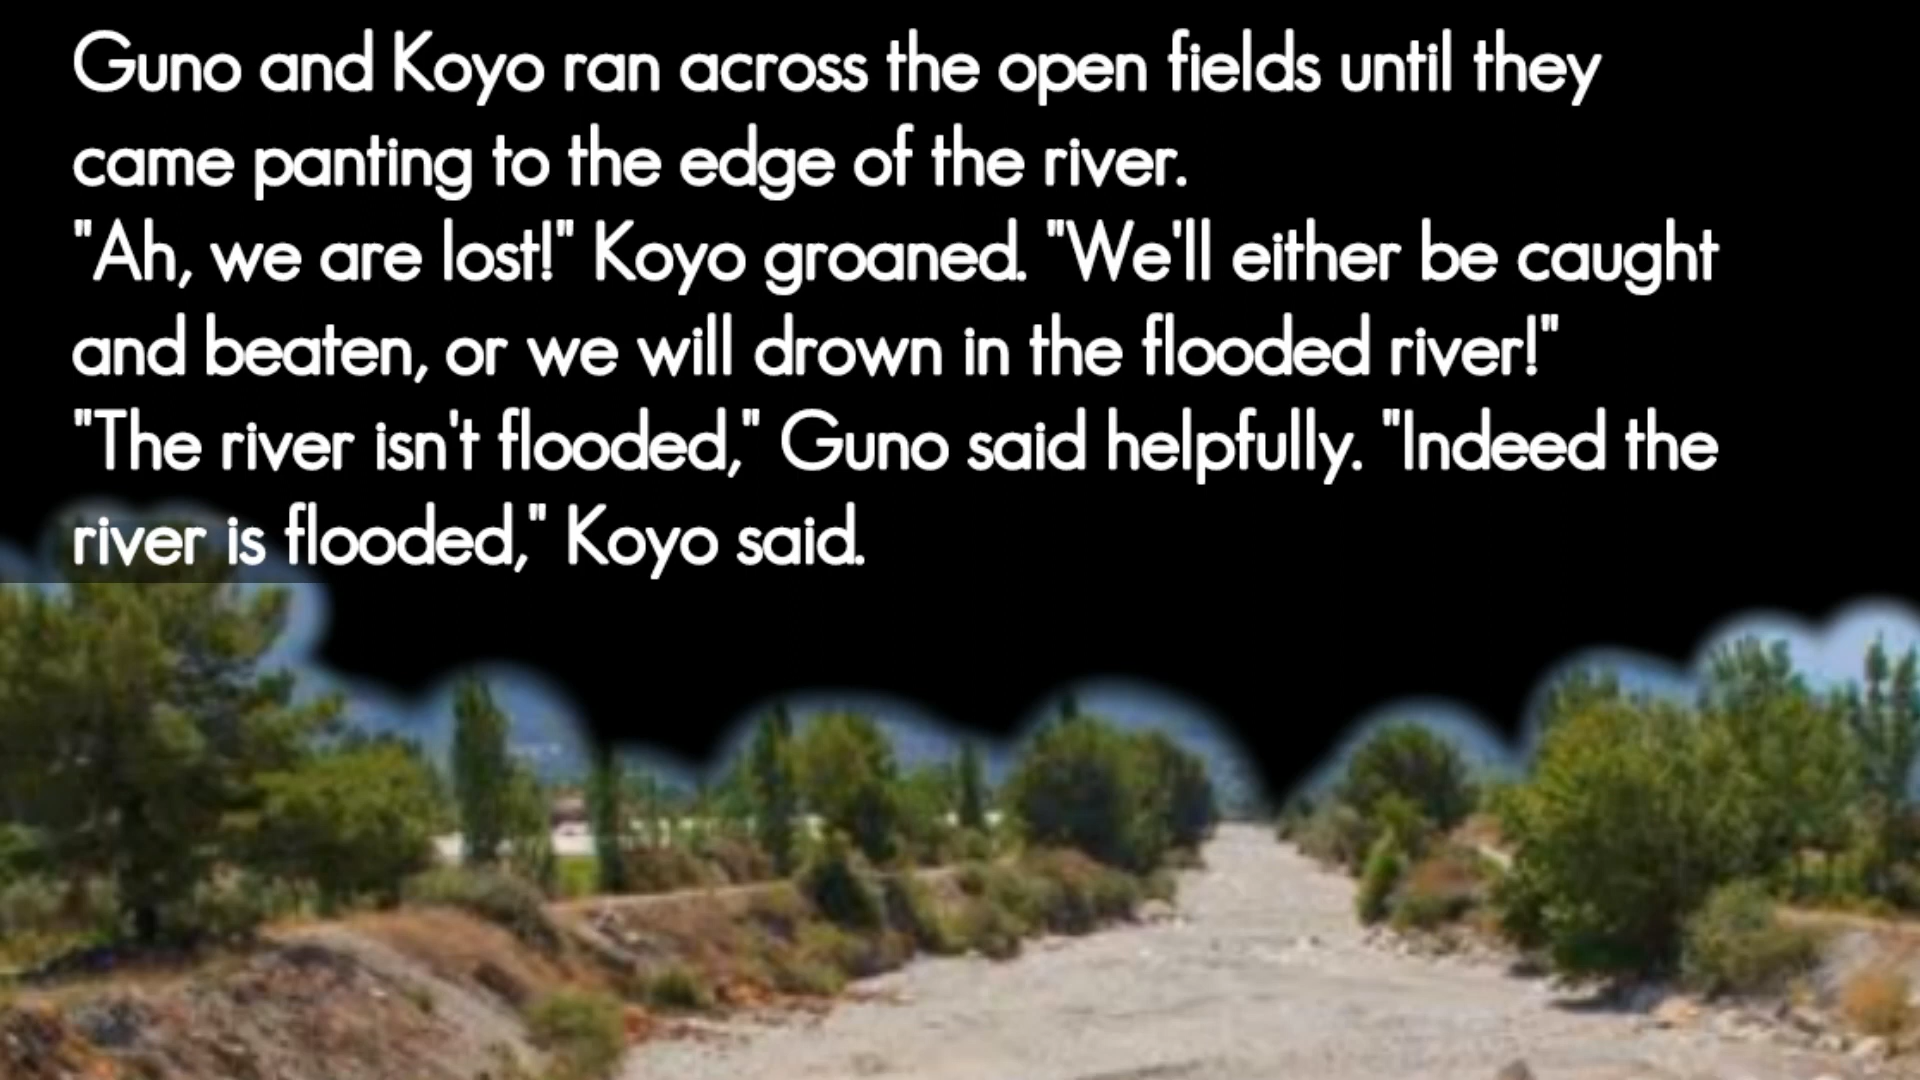 Guno and Koyo ran across the open fields until they
came panting to the edge of the river.
"Ah, we are lost!" Koyo groaned. "We'll either be caught
and beaten, or we will drown in the flooded river!"
"The river isn't flooded," Guno said helpfully. "Indeed the
river is flooded," Koyo said.